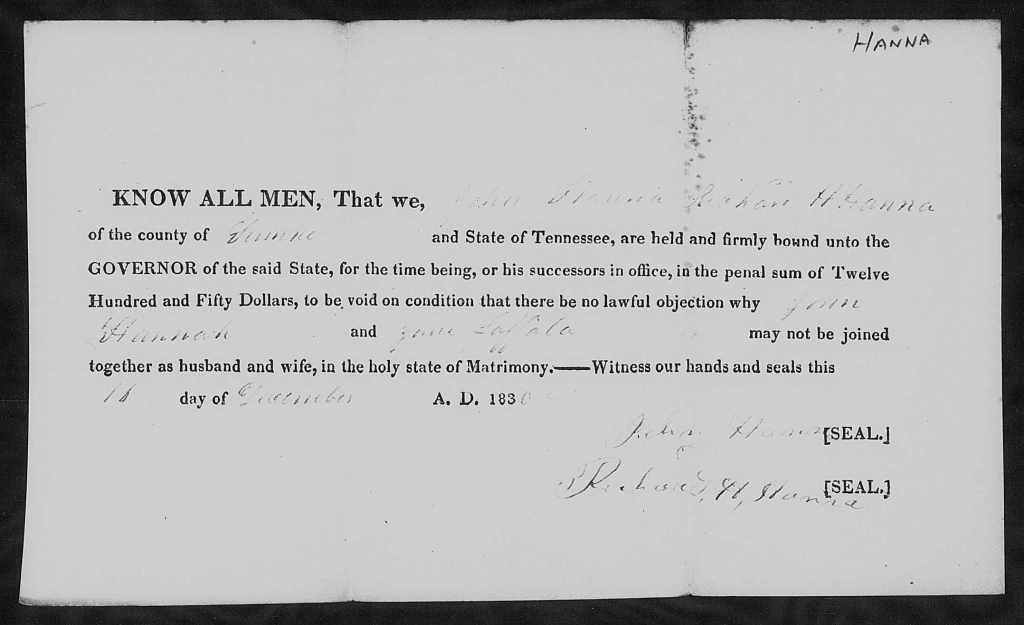 HANNA
KNOW ALL MEN, That we, John Hanna Richard H Hanna
of the county of Sumner and State of Tennessee, are held and firmly bound unto the
GOVERNOR of the said State, for the time being, or his successors in office, in the penal sum of Twelve
Hundred and Fifty Dollars, to be void on condition that there be no lawful objection why John
Hannah and Jane may not be joined
together as husband and wife, in the holy state of Matrimony.——Witness our hands and seals this
day of December A. D. 1830
John Hanna [SEAL.]
Richard, H, Hanna [SEAL.]